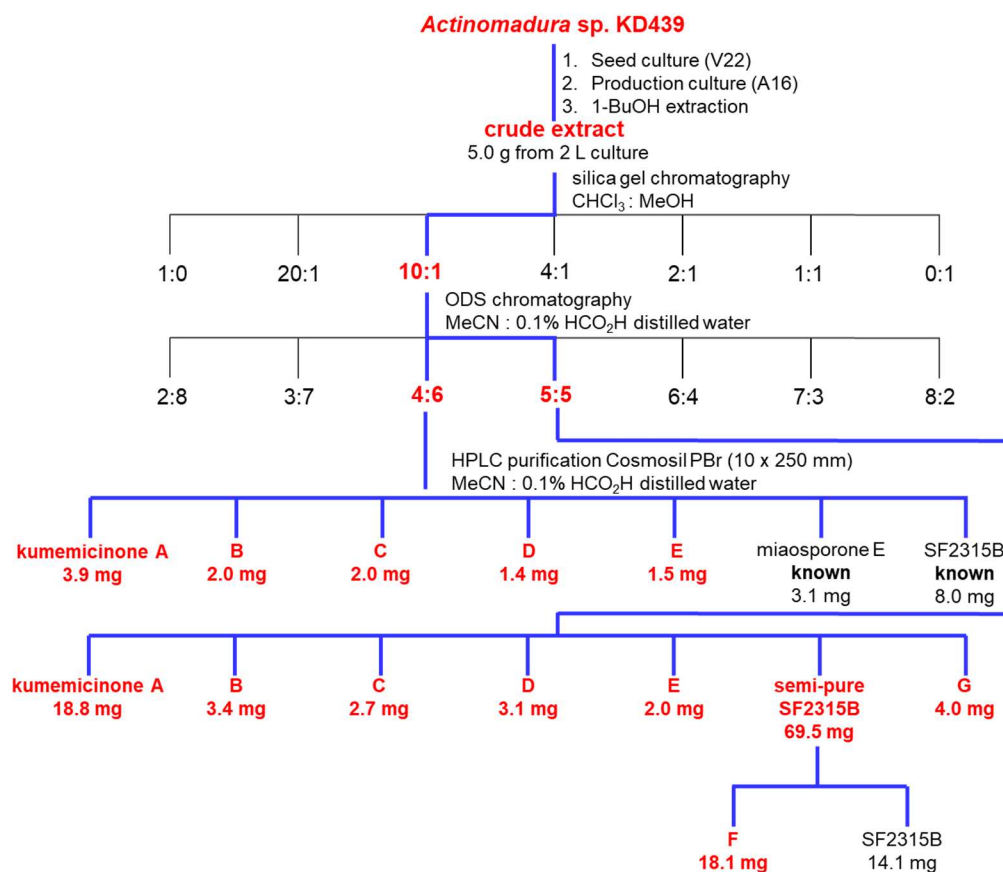 Actinomadura sp. KD439
1. Seed culture (V22)
2. Production culture (A16)
3. 1-BuOH extraction
crude extract
5.0 g from 2 L culture
silica gel chromatography
CHCl₃ : MeOH
1:0 20:1 10:1 4:1 2:1 1:1 0:1
ODS chromatography
MeCN : 0.1% HCO₂H distilled water
2:8 3:7 4:6 5:5 6:4 7:3 8:2
HPLC purification Cosmosil PBr (10 x 250 mm)
MeCN : 0.1% HCO₂H distilled water
kumemicinone A
3.9 mg
B
2.0 mg
C
2.0 mg
D
1.4 mg
E
1.5 mg
miaosporone E
known
3.1 mg
SF2315B
known
8.0 mg
kumemicinone A
18.8 mg
B
3.4 mg
C
2.7 mg
D
3.1 mg
E
2.0 mg
semi-pure
SF2315B
69.5 mg
G
4.0 mg
F
18.1 mg
SF2315B
14.1 mg